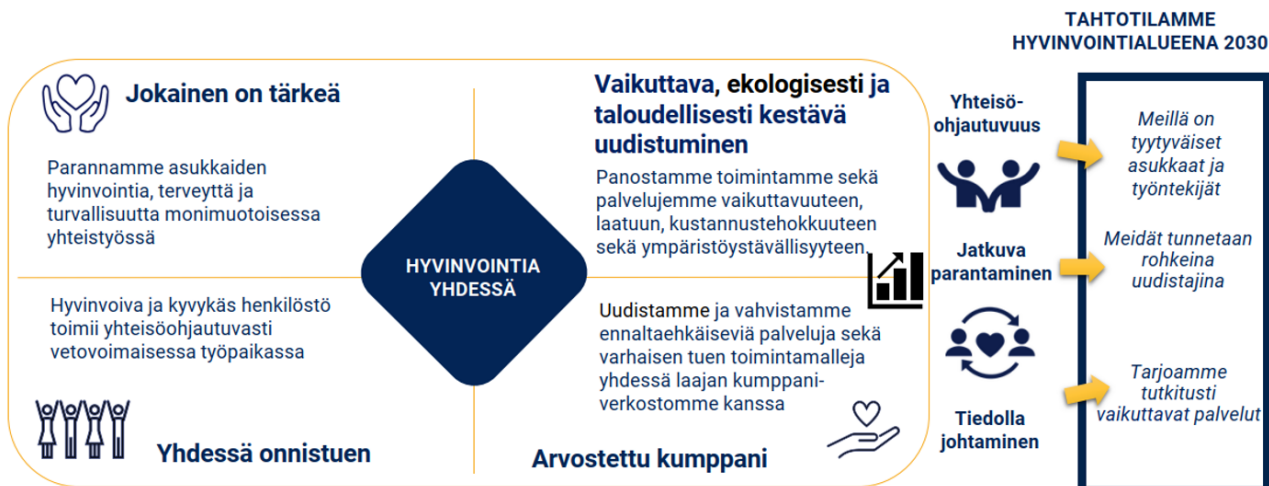 TAHTOTILAMME
HYVINVOINTIALUEENA 2030
Jokainen on tärkeä
Parannamme asukkaiden
hyvinvointia, terveyttä ja
turvallisuutta monimuotoisessa
yhteistyössä
Vaikuttava, ekologisesti ja
taloudellisesti kestävä
uudistuminen
Panostamme toimintamme sekä
palvelujemme vaikuttavuuteen,
laatuun, kustannustehokkuuteen
sekä ympäristöystävällisyyteen.
HYVINVOINTIA
YHDESSÄ
Hyvinvoiva ja kyvykäs henkilöstö
toimii yhteisöohjautuvasti
vetovoimaisessa työpaikassa
Yhdessä onnistuen
Uudistamme ja vahvistamme
ennaltaehkäiseviä palveluja sekä
varhaisen tuen toimintamalleja
yhdessä laajan kumppani-
verkostomme kanssa
Arvostettu kumppani
Yhteisö-
ohjautuvuus
Jatkuva
parantaminen
Tiedolla
johtaminen
Meillä on
tyytyväiset
asukkaat ja
työntekijät
Meidät tunnetaan
rohkeina
uudistajina
Tarjoamme
tutkitusti
vaikuttavat palvelut